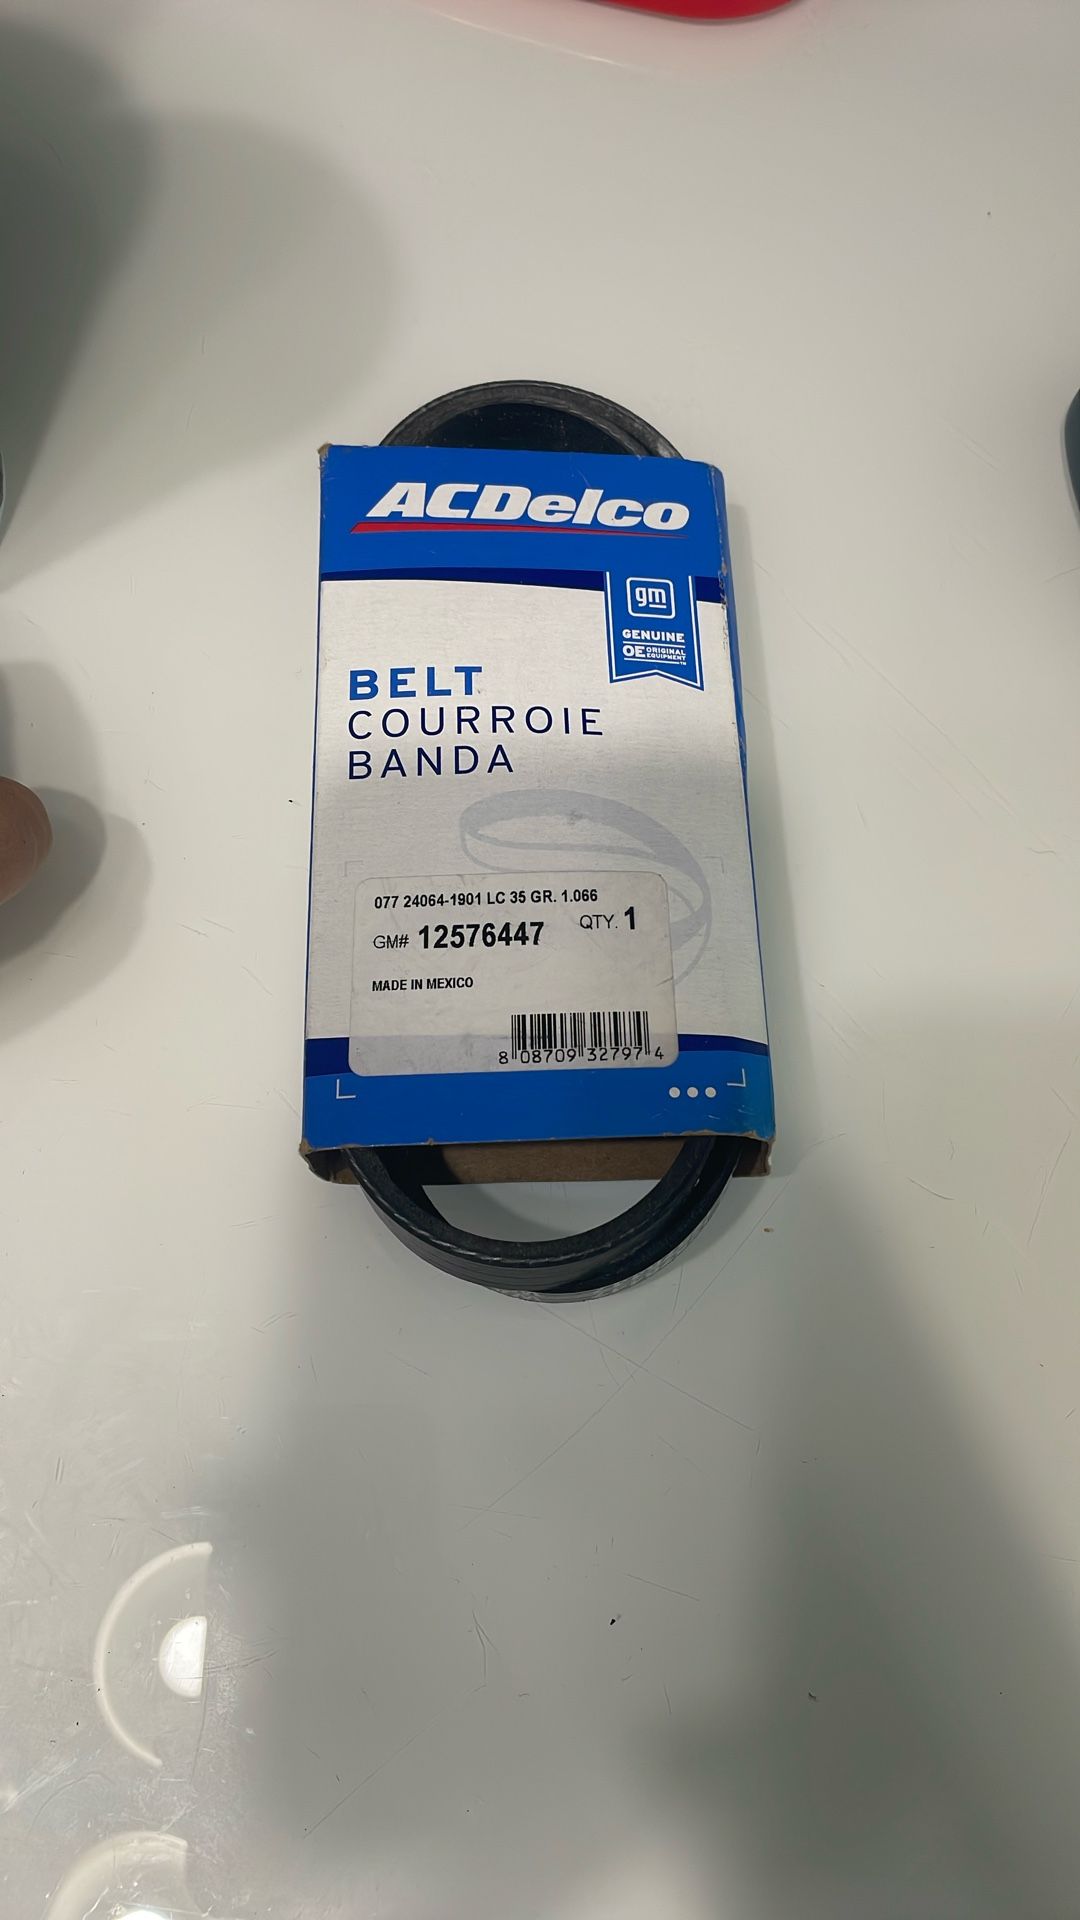 ACDelco
gm
GENUINE
OE ORIGINAL EQUIPMENT™
BELT
COURROIE
BANDA
077 24064-1901 LC 35 GR. 1.066
GM# 12576447 QTY. 1
MADE IN MEXICO
8 08709 32797 4